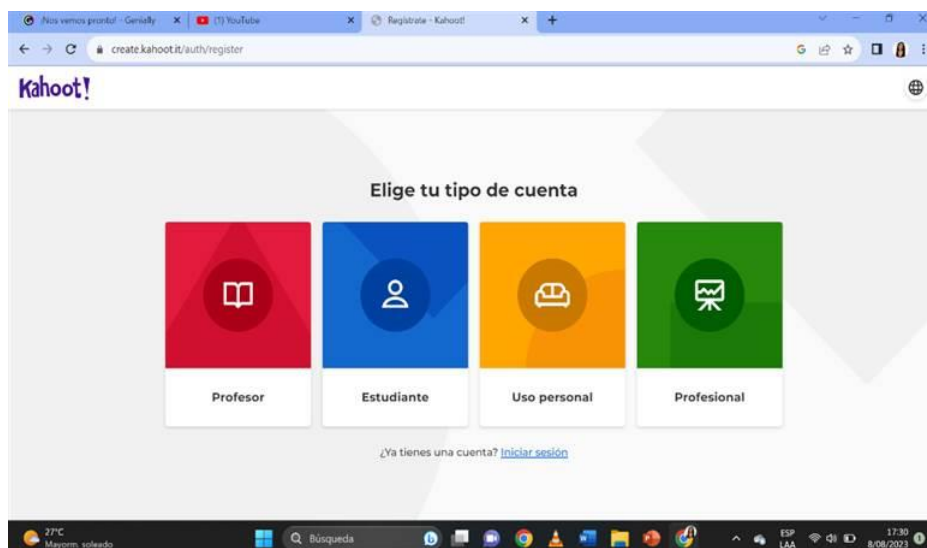 ¡Nos vemos pronto! - Genially
(1) YouTube
Regístrate - Kahoot!
create.kahoot.it/auth/register
Kahoot!
Elige tu tipo de cuenta
Profesor
Estudiante
Uso personal
Profesional
¿Ya tienes una cuenta? Iniciar sesión
27°C
Mayorm. soleado
Búsqueda
ESP
LAA
17:30
8/08/2023